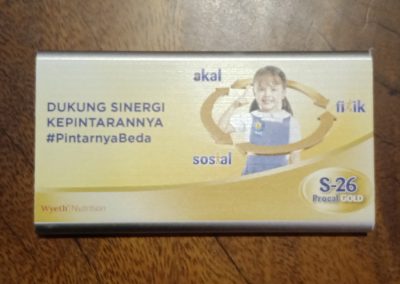 akal
DUKUNG SINERGI
KEPINTARANNYA
#PintarnyaBeda
fisik
sosial
S-26
Procal GOLD
Wyeth Nutrition